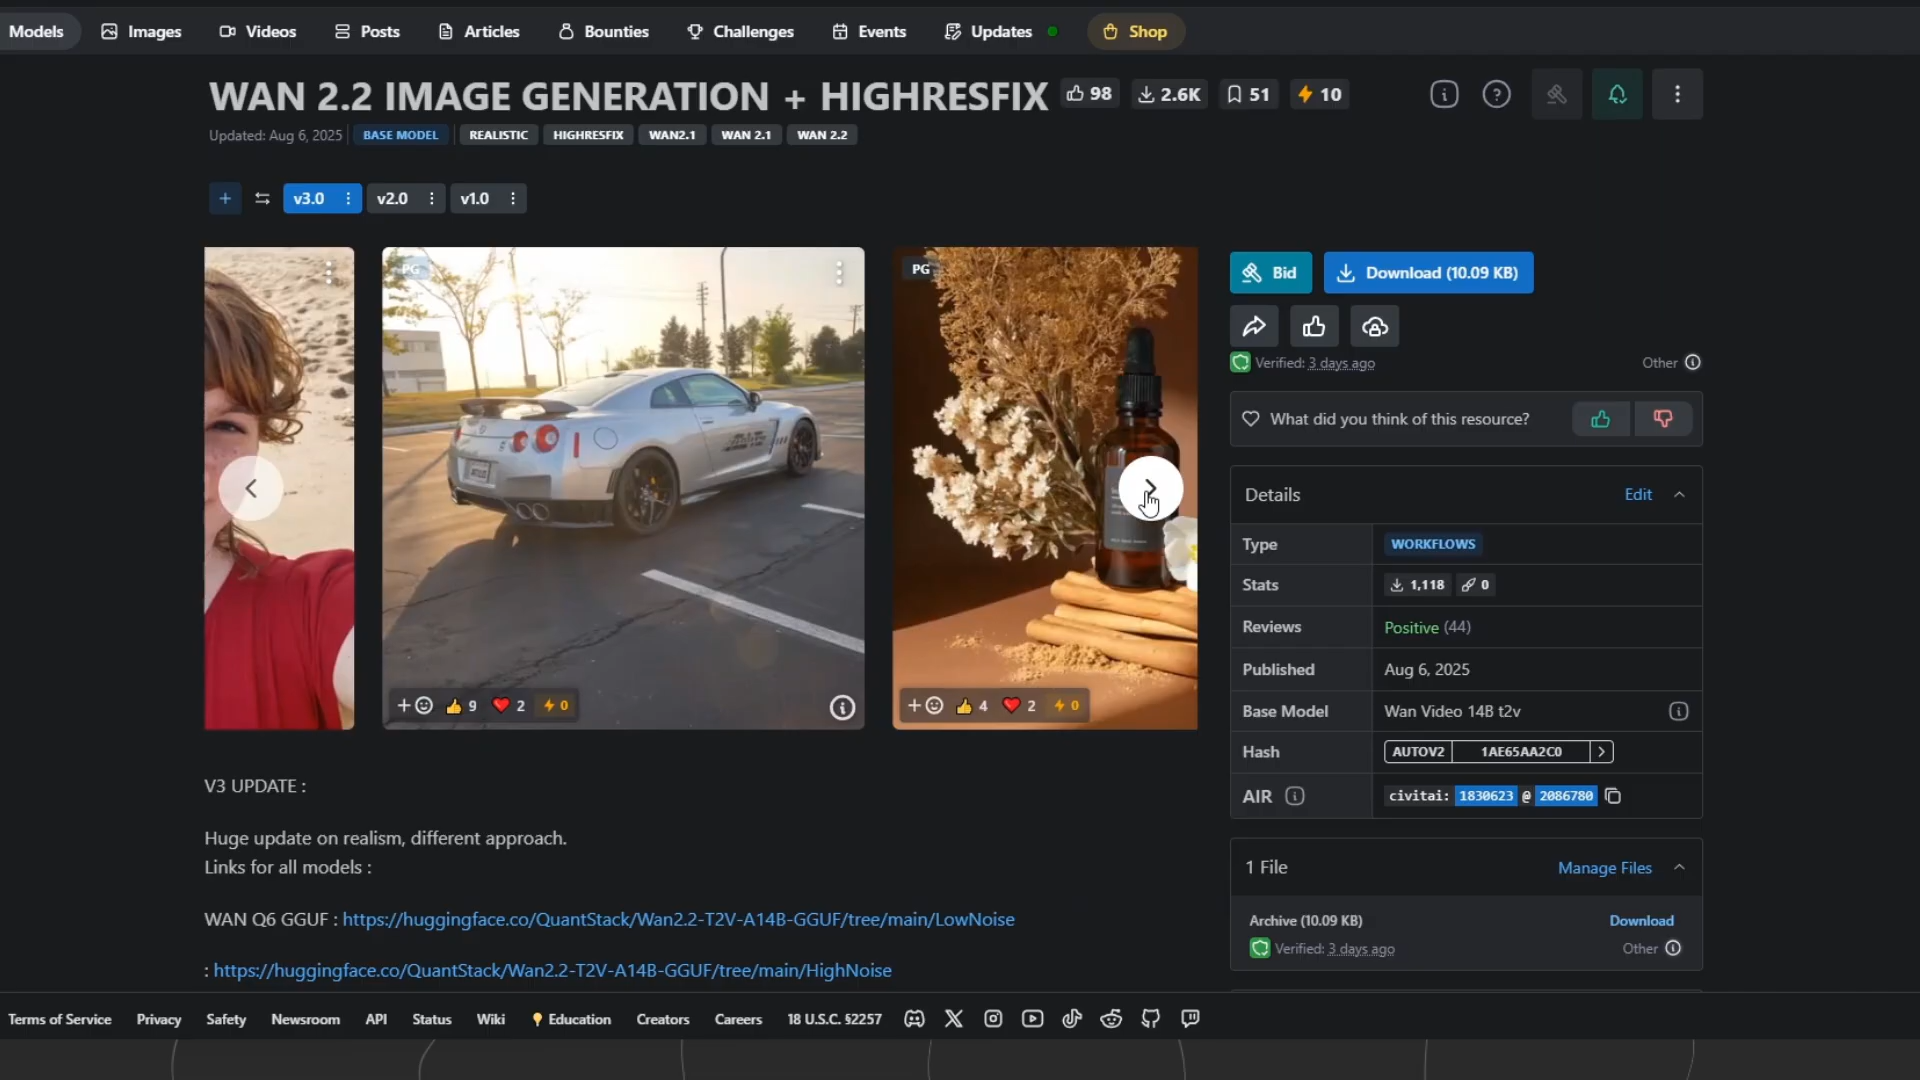 Models Images Videos Posts Articles Bounties Challenges Events Updates Shop
WAN 2.2 IMAGE GENERATION + HIGHRESFIX 98 2.6K 51 10
Updated: Aug 6, 2025 BASE MODEL REALISTIC HIGHRESFIX WAN2.1 WAN 2.1 WAN 2.2
+ v3.0 v2.0 v1.0
PG
PG
+ 9 2 0
+ 4 2 0
Bid Download (10.09 KB)
Verified: 3 days ago Other
What did you think of this resource?
Details Edit
Type WORKFLOWS
Stats 1,118 0
Reviews Positive (44)
Published Aug 6, 2025
Base Model Wan Video 14B t2v
Hash AUTOV2 1AE65AA2C0
AIR civitai: 1830623 @ 2086780
1 File Manage Files
Archive (10.09 KB) Download
Verified: 3 days ago Other
V3 UPDATE :
Huge update on realism, different approach.
Links for all models :
WAN Q6 GGUF : https://huggingface.co/QuantStack/Wan2.2-T2V-A14B-GGUF/tree/main/LowNoise
: https://huggingface.co/QuantStack/Wan2.2-T2V-A14B-GGUF/tree/main/HighNoise
Terms of Service Privacy Safety Newsroom API Status Wiki Education Creators Careers 18 U.S.C. §2257